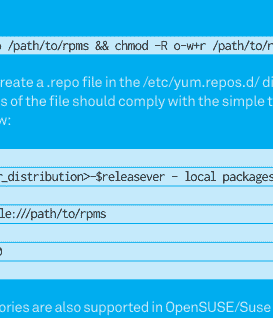 /path/to/rpms && chmod -R o-w+r /path/to/r
reate a .repo file in the /etc/yum.repos.d/ di
s of the file should comply with the simple t
w:
r_distribution>-$releasever - local packages
le:///path/to/rpms
ories are also supported in OpenSUSE/Suse